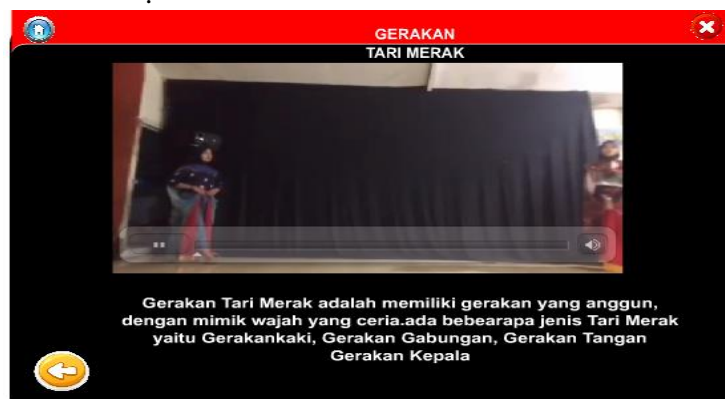 GERAKAN
TARI MERAK
Gerakan Tari Merak adalah memiliki gerakan yang anggun,
dengan mimik wajah yang ceria.ada bebearapa jenis Tari Merak
yaitu Gerakankaki, Gerakan Gabungan, Gerakan Tangan
Gerakan Kepala